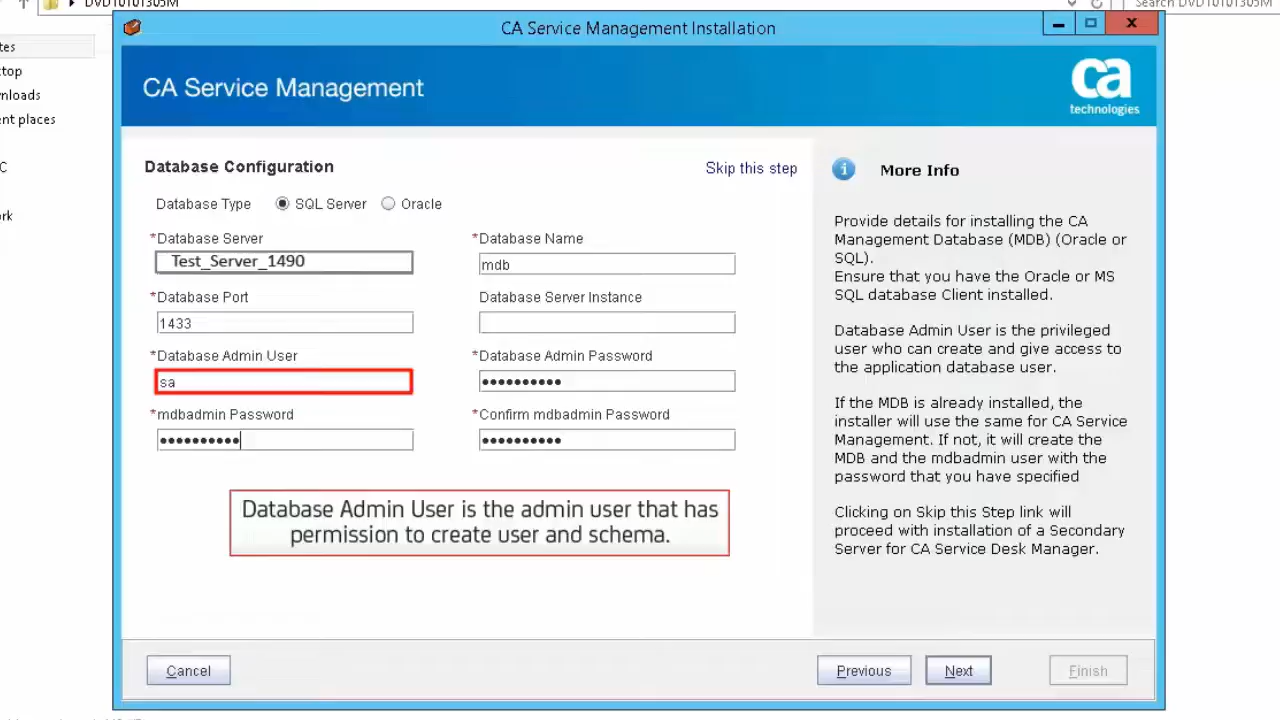 DVD10101305M
Search DVD10101305M
CA Service Management Installation
CA Service Management
ca
technologies
tes
top
nloads
ent places
C
rk
Database Configuration
Skip this step
Database Type SQL Server Oracle
*Database Server
Test_Server_1490
*Database Name
mdb
*Database Port
1433
Database Server Instance
*Database Admin User
sa
*Database Admin Password
••••••••••
*mdbadmin Password
••••••••••
*Confirm mdbadmin Password
••••••••••
Database Admin User is the admin user that has
permission to create user and schema.
More Info
Provide details for installing the CA
Management Database (MDB) (Oracle or
SQL).
Ensure that you have the Oracle or MS
SQL database Client installed.
Database Admin User is the privileged
user who can create and give access to
the application database user.
If the MDB is already installed, the
installer will use the same for CA Service
Management. If not, it will create the
MDB and the mdbadmin user with the
password that you have specified
Clicking on Skip this Step link will
proceed with installation of a Secondary
Server for CA Service Desk Manager.
Cancel
Previous
Next
Finish